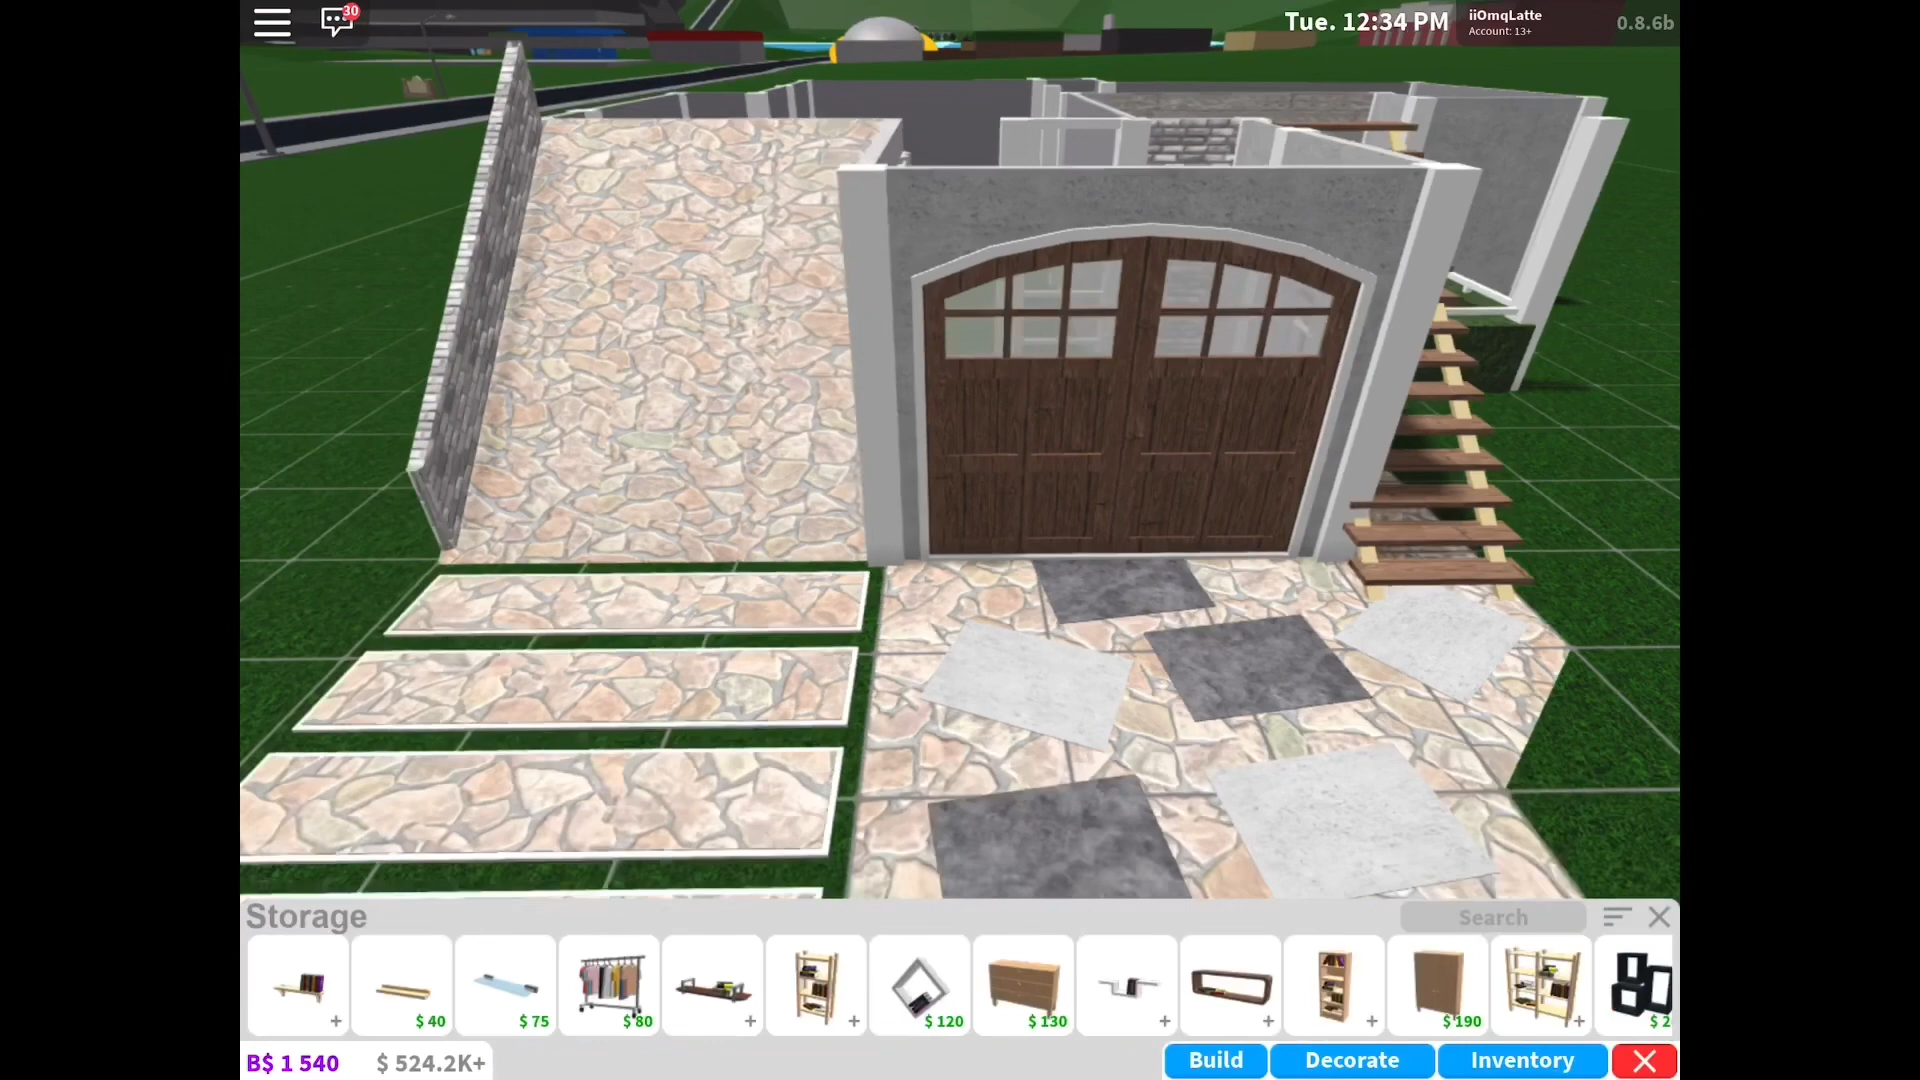 30
Tue. 12:34 PM
iiOmqLatte
Account: 13+
0.8.6b
Storage
Search
+
$ 40
$ 75
$ 80
+
+
$ 120
$ 130
+
+
+
$ 190
+
$ 2
B$ 1 540
$ 524.2K+
Build
Decorate
Inventory